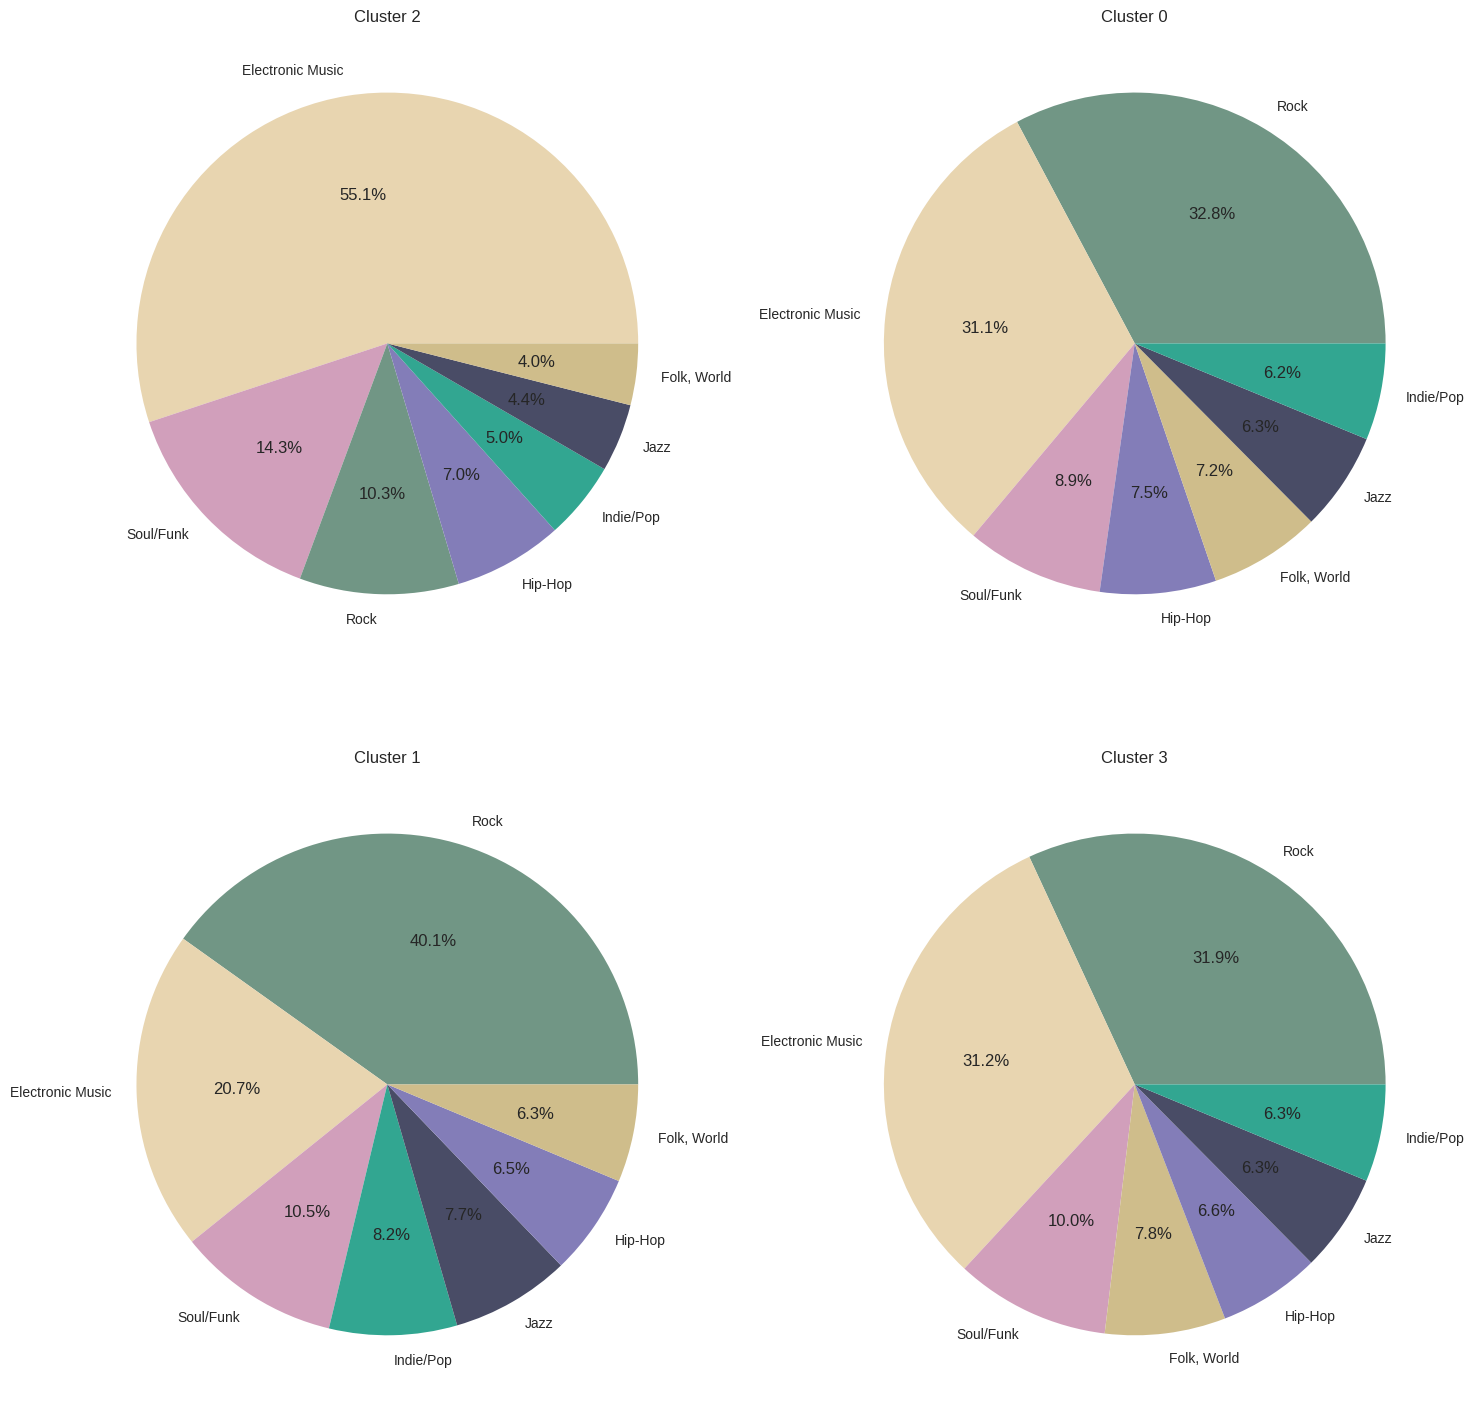 Cluster 2
Electronic Music
55.1%
4.0%
Folk, World
4.4%
Jazz
5.0%
Indie/Pop
7.0%
Hip-Hop
10.3%
Rock
14.3%
Soul/Funk
Cluster 0
Rock
32.8%
Electronic Music
31.1%
6.2%
Indie/Pop
6.3%
Jazz
7.2%
Folk, World
7.5%
Hip-Hop
8.9%
Soul/Funk
Cluster 1
Rock
40.1%
Electronic Music
20.7%
6.3%
Folk, World
6.5%
Hip-Hop
7.7%
Jazz
8.2%
Indie/Pop
10.5%
Soul/Funk
Cluster 3
Rock
31.9%
Electronic Music
31.2%
6.3%
Indie/Pop
6.3%
Jazz
6.6%
Hip-Hop
7.8%
Folk, World
10.0%
Soul/Funk